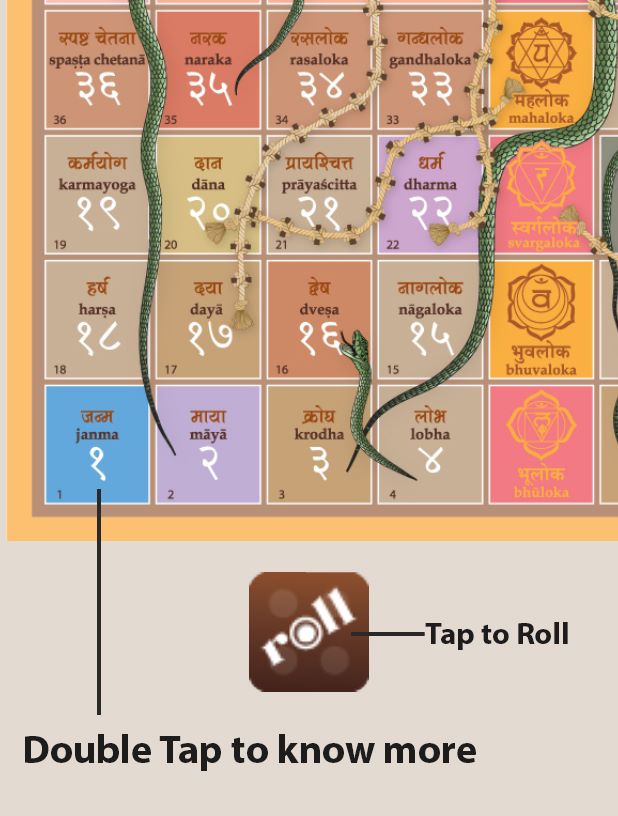 स्पष्ट चेतना
spaṣṭa chetanā
३६
36
नरक
naraka
३५
35
रसलोक
rasaloka
३४
34
गन्धलोक
gandhaloka
३३
33
महलोक
mahaloka
कर्मयोग
karmayoga
१९
19
दान
dāna
२०
20
प्रायश्चित्त
prāyaścitta
२१
21
धर्म
dharma
२२
22
स्वर्गलोक
svargaloka
हर्ष
harṣa
१८
18
दया
dayā
१७
17
द्वेष
dveṣa
१६
16
नागलोक
nāgaloka
१५
15
वं
भुवलोक
bhuvaloka
जन्म
janma
१
1
माया
māyā
२
2
क्रोध
krodha
३
3
लोभ
lobha
४
4
भूलोक
bhūloka
roll
Tap to Roll
Double Tap to know more